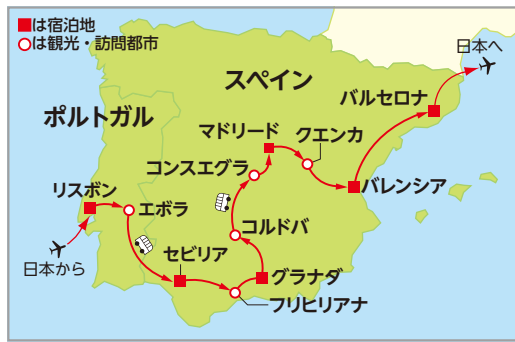 ■は宿泊地
○は観光・訪問都市
日本へ
スペイン
バルセロナ
ポルトガル
マドリード
クエンカ
コンスエグラ
リスボン
エボラ
バレンシア
コルドバ
セビリア
日本から
グラナダ
フリヒリアナ